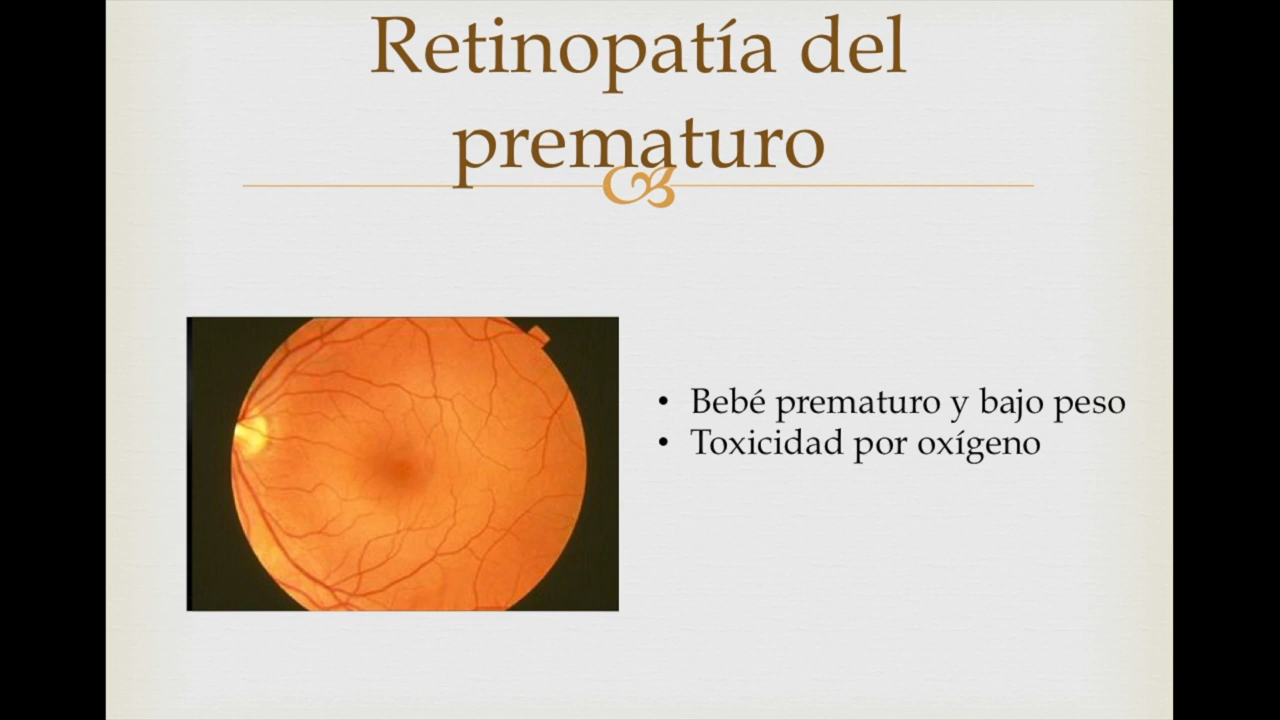 Retinopatía del
prematuro
• Bebé prematuro y bajo peso
• Toxicidad por oxígeno